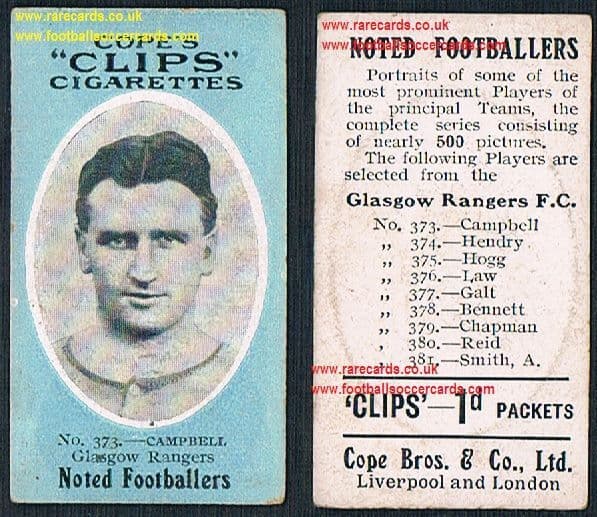 www.rarecards.co.uk
www.footballsoccercards.com
COPE'S
"CLIPS"
CIGARETTES
No. 373.—CAMPBELL
Glasgow Rangers
Noted Footballers
www.rarecards.co.uk
www.footballsoccercards.com
NOTED FOOTBALLERS
Portraits of some of the
most prominent Players of
the principal Teams, the
complete series consisting
of nearly 500 pictures.
The following Players are
selected from the
Glasgow Rangers F.C.
No. 373.—Campbell
,, 374.—Hendry
,, 375.—Hogg
,, 376.—Law
,, 377.—Galt
,, 378.—Bennett
,, 379.—Chapman
, 380.—Reid
381.—Smith, A.
www.rarecards.co.uk
www.footballsoccercards.com
'CLIPS'—1d PACKETS
Cope Bros. & Co., Ltd.
Liverpool and London